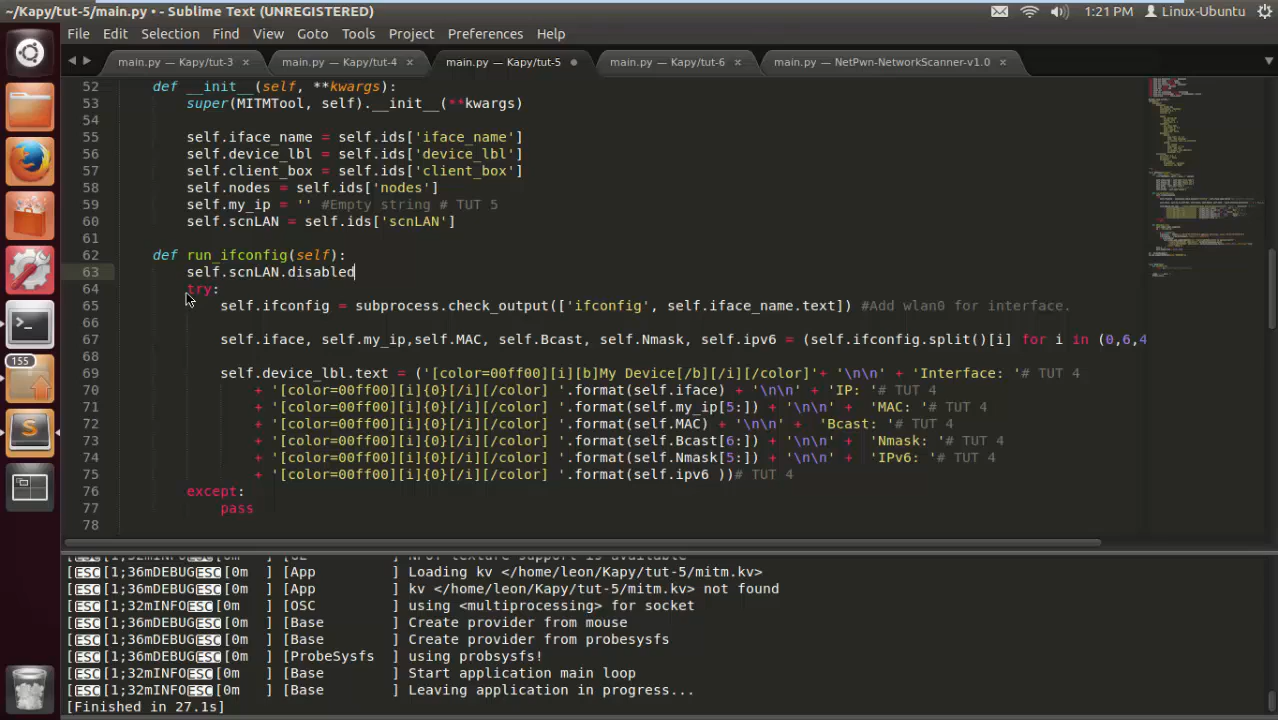 ~/Kapy/tut-5/main.py • - Sublime Text (UNREGISTERED)
1:21 PM Linux-Ubuntu
File Edit Selection Find View Goto Tools Project Preferences Help
main.py — Kapy/tut-3 × main.py — Kapy/tut-4 × main.py — Kapy/tut-5 • main.py — Kapy/tut-6 × main.py — NetPwn-NetworkScanner-v1.0 ×
52 def __init__(self, **kwargs):
53 super(MITMTool, self).__init__(**kwargs)
54
55 self.iface_name = self.ids['iface_name']
56 self.device_lbl = self.ids['device_lbl']
57 self.client_box = self.ids['client_box']
58 self.nodes = self.ids['nodes']
59 self.my_ip = '' #Empty string # TUT 5
60 self.scnLAN = self.ids['scnLAN']
61
62 def run_ifconfig(self):
63 self.scnLAN.disabled
64 try:
65 self.ifconfig = subprocess.check_output(['ifconfig', self.iface_name.text]) #Add wlan0 for interface.
66
67 self.iface, self.my_ip,self.MAC, self.Bcast, self.Nmask, self.ipv6 = (self.ifconfig.split()[i] for i in (0,6,4
68
69 self.device_lbl.text = ('[color=00ff00][i][b]My Device[/b][/i][/color]'+ '\n\n' + 'Interface: '# TUT 4
70 + '[color=00ff00][i]{0}[/i][/color] '.format(self.iface) + '\n\n' + 'IP: '# TUT 4
71 + '[color=00ff00][i]{0}[/i][/color] '.format(self.my_ip[5:]) + '\n\n' + 'MAC: '# TUT 4
72 + '[color=00ff00][i]{0}[/i][/color] '.format(self.MAC) + '\n\n' + 'Bcast: '# TUT 4
73 + '[color=00ff00][i]{0}[/i][/color] '.format(self.Bcast[6:]) + '\n\n' + 'Nmask: '# TUT 4
74 + '[color=00ff00][i]{0}[/i][/color] '.format(self.Nmask[5:]) + '\n\n' + 'IPv6: '# TUT 4
75 + '[color=00ff00][i]{0}[/i][/color] '.format(self.ipv6 ))# TUT 4
76 except:
77 pass
78
155
[ESC[1;36mDEBUGESC[0m ] [App ] Loading kv </home/leon/Kapy/tut-5/mitm.kv>
[ESC[1;36mDEBUGESC[0m ] [App ] kv </home/leon/Kapy/tut-5/mitm.kv> not found
[ESC[1;32mINFOESC[0m ] [OSC ] using <multiprocessing> for socket
[ESC[1;36mDEBUGESC[0m ] [Base ] Create provider from mouse
[ESC[1;36mDEBUGESC[0m ] [Base ] Create provider from probesysfs
[ESC[1;36mDEBUGESC[0m ] [ProbeSysfs ] using probsysfs!
[ESC[1;32mINFOESC[0m ] [Base ] Start application main loop
[ESC[1;32mINFOESC[0m ] [Base ] Leaving application in progress...
[Finished in 27.1s]